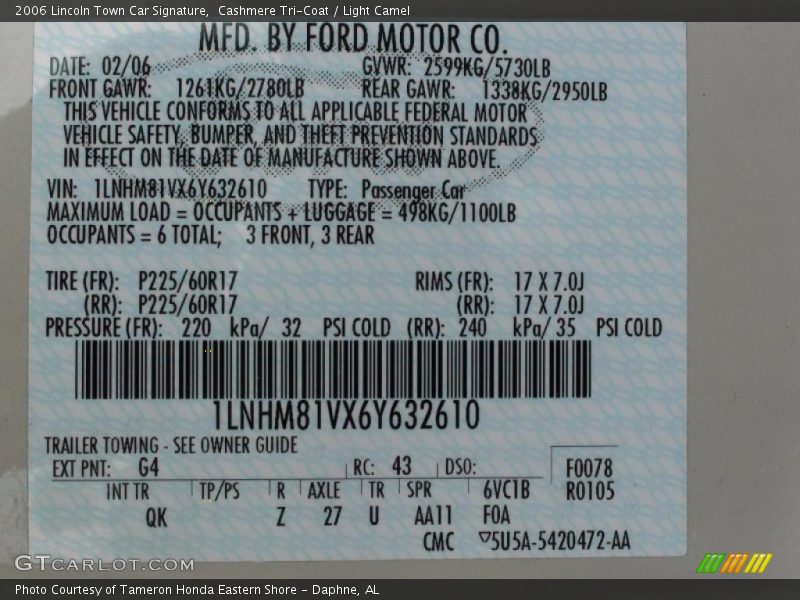 2006 Lincoln Town Car Signature, Cashmere Tri-Coat / Light Camel
MFD. BY FORD MOTOR CO.
DATE: 02/06 GVWR: 2599KG/5730LB
FRONT GAWR: 1261KG/2780LB REAR GAWR: 1338KG/2950LB
THIS VEHICLE CONFORMS TO ALL APPLICABLE FEDERAL MOTOR
VEHICLE SAFETY, BUMPER, AND THEFT PREVENTION STANDARDS
IN EFFECT ON THE DATE OF MANUFACTURE SHOWN ABOVE.
VIN: 1LNHM81VX6Y632610 TYPE: Passenger Car
MAXIMUM LOAD = OCCUPANTS + LUGGAGE = 498KG/1100LB
OCCUPANTS = 6 TOTAL; 3 FRONT, 3 REAR
TIRE (FR): P225/60R17 RIMS (FR): 17 X 7.0J
(RR): P225/60R17 (RR): 17 X 7.0J
PRESSURE (FR): 220 kPa/ 32 PSI COLD (RR): 240 kPa/ 35 PSI COLD
1LNHM81VX6Y632610
TRAILER TOWING - SEE OWNER GUIDE
EXT PNT: G4 RC: 43 DSO: F0078
INT TR TP/PS R AXLE TR SPR 6VC1B R0105
QK Z 27 U AA11 F0A
CMC 5U5A-5420472-AA
GTCARLOT.COM
Photo Courtesy of Tameron Honda Eastern Shore - Daphne, AL